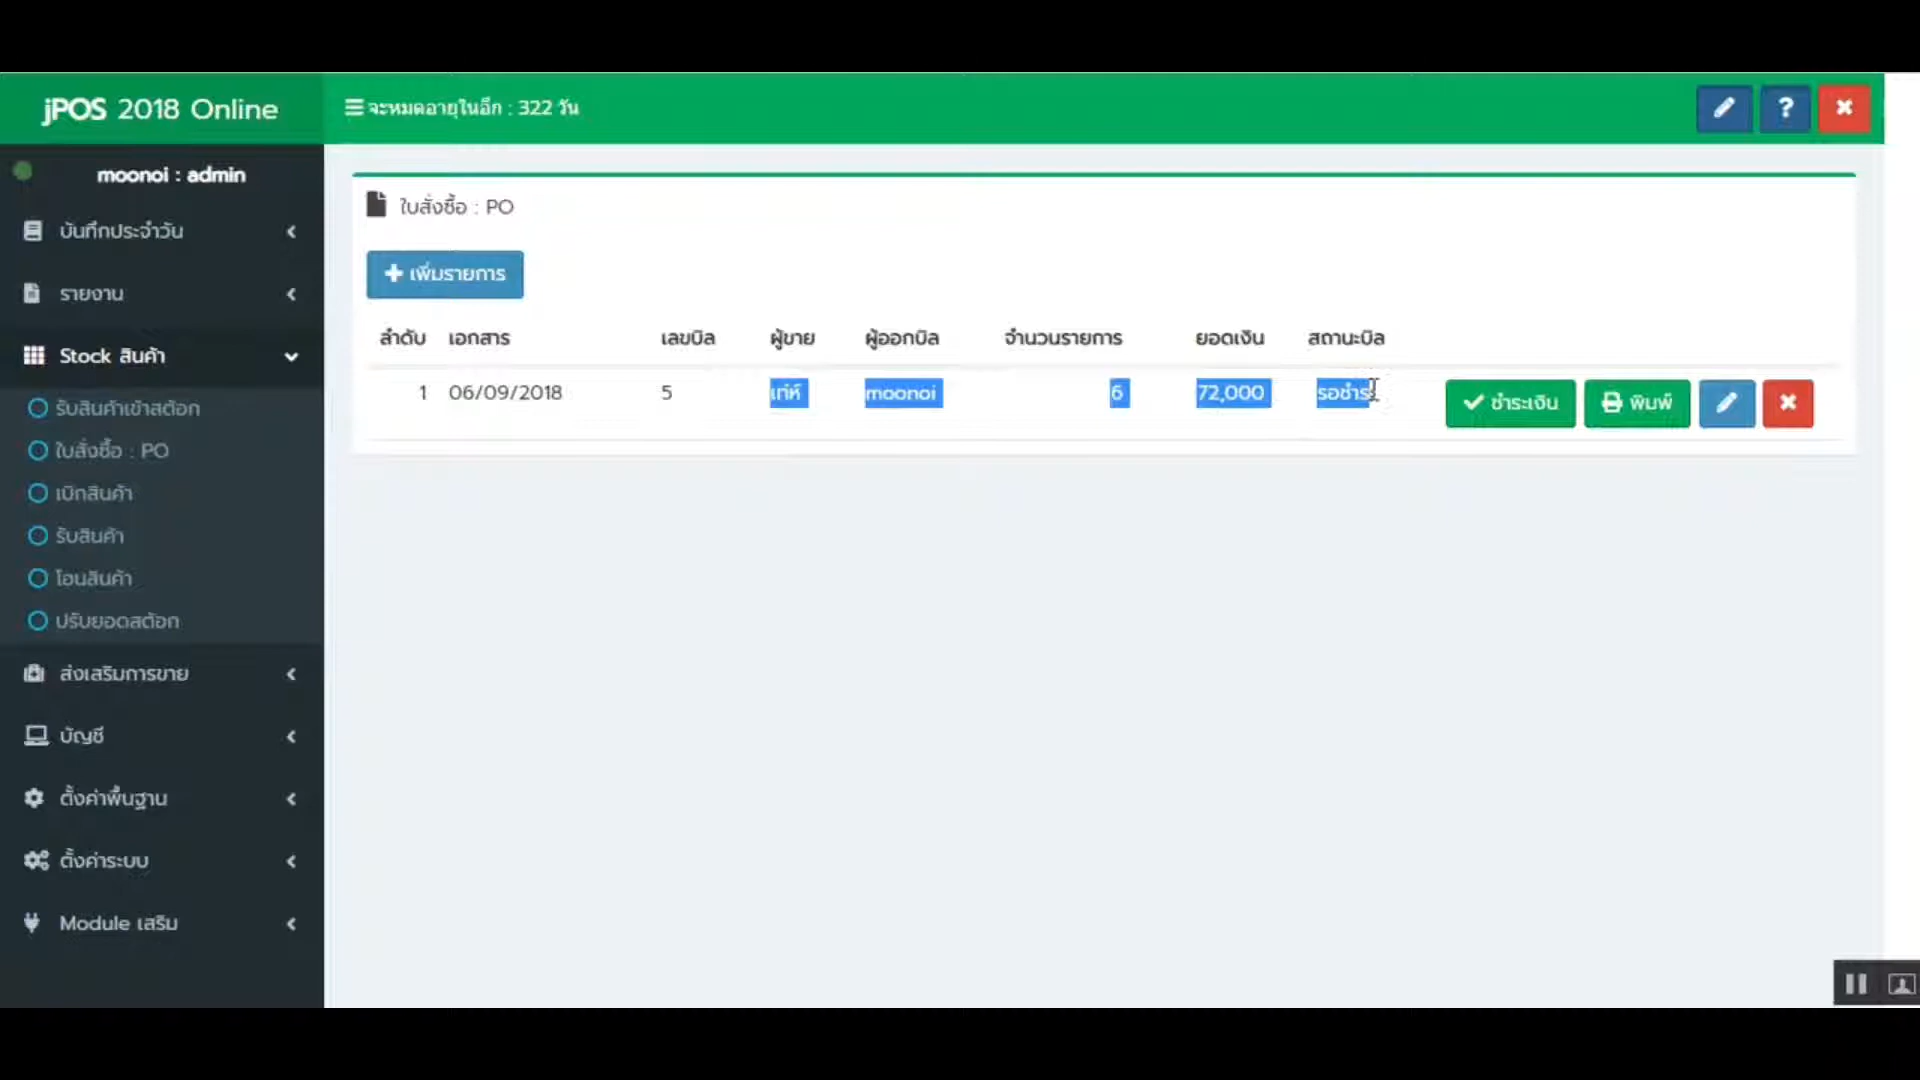 jPOS 2018 Online
จะหมดอายุในอีก : 322 วัน
?
moonoi : admin
บันทึกประจำวัน
รายงาน
Stock สินค้า
รับสินค้าเข้าสต้อก
ใบสั่งซื้อ : PO
เบิกสินค้า
รับสินค้า
โอนสินค้า
ปรับยอดสต้อก
ส่งเสริมการขาย
บัญชี
ตั้งค่าพื้นฐาน
ตั้งค่าระบบ
Module เสริม
ใบสั่งซื้อ : PO
เพิ่มรายการ
ลำดับ เอกสาร เลขบิล ผู้ขาย ผู้ออกบิล จำนวนรายการ ยอดเงิน สถานะบิล
1 06/09/2018 5 เท่ห์ moonoi 6 72,000 ชำระเงิน พิมพ์